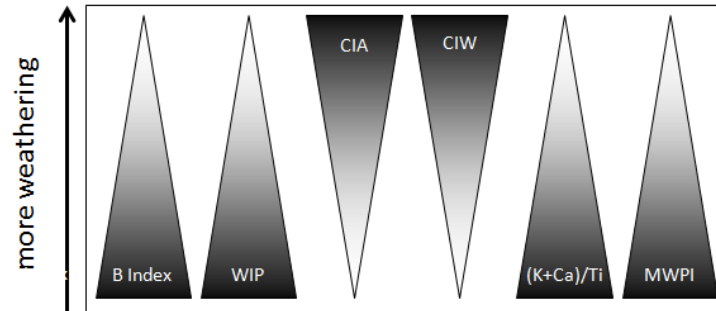 more weathering
CIA
CIW
B Index
WIP
(K+Ca)/Ti
MWPI